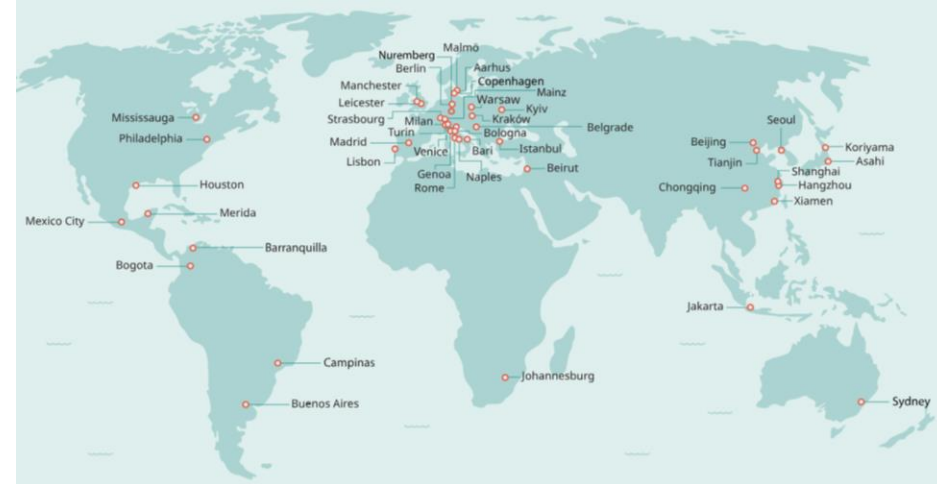 Malmö
Nuremberg
Aarhus
Berlin
Copenhagen
Manchester
Mainz
Leicester
Warsaw
Kyiv
Mississauga
Strasbourg
Milan
Kraków
Seoul
Turin
Bologna
Belgrade
Philadelphia
Madrid
Beijing
Koriyama
Venice
Bari
Istanbul
Lisbon
Tianjin
Asahi
Genoa
Naples
Beirut
Shanghai
Houston
Rome
Chongqing
Hangzhou
Merida
Xiamen
Mexico City
Barranquilla
Bogota
Jakarta
Campinas
Johannesburg
Buenos Aires
Sydney